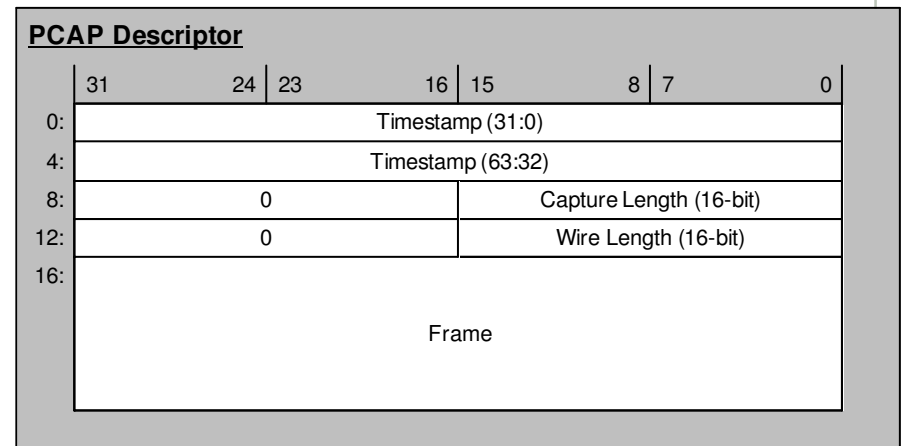 PCAP Descriptor
31 24 23 16 15 8 7 0
0: Timestamp (31:0)
4: Timestamp (63:32)
8: 0 Capture Length (16-bit)
12: 0 Wire Length (16-bit)
16:
Frame